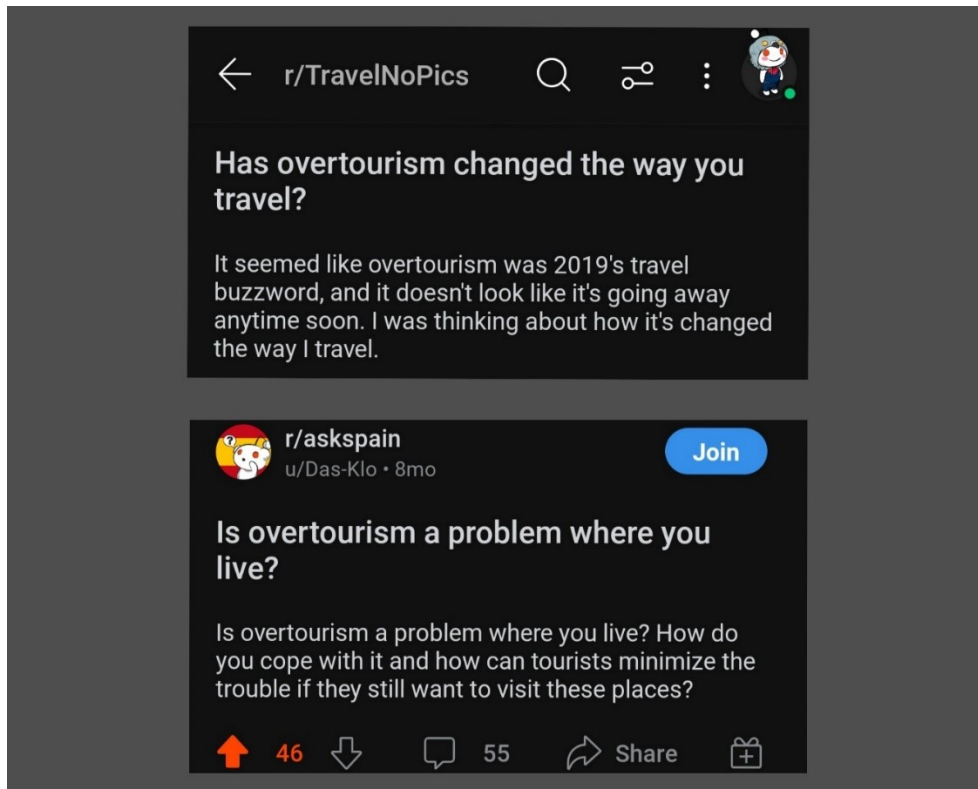 r/TravelNoPics
Has overtourism changed the way you
travel?
It seemed like overtourism was 2019's travel
buzzword, and it doesn't look like it's going away
anytime soon. I was thinking about how it's changed
the way I travel.
r/askspain
Join
u/Das-Klo • 8mo
Is overtourism a problem where you
live?
Is overtourism a problem where you live? How do
you cope with it and how can tourists minimize the
trouble if they still want to visit these places?
46 55 Share